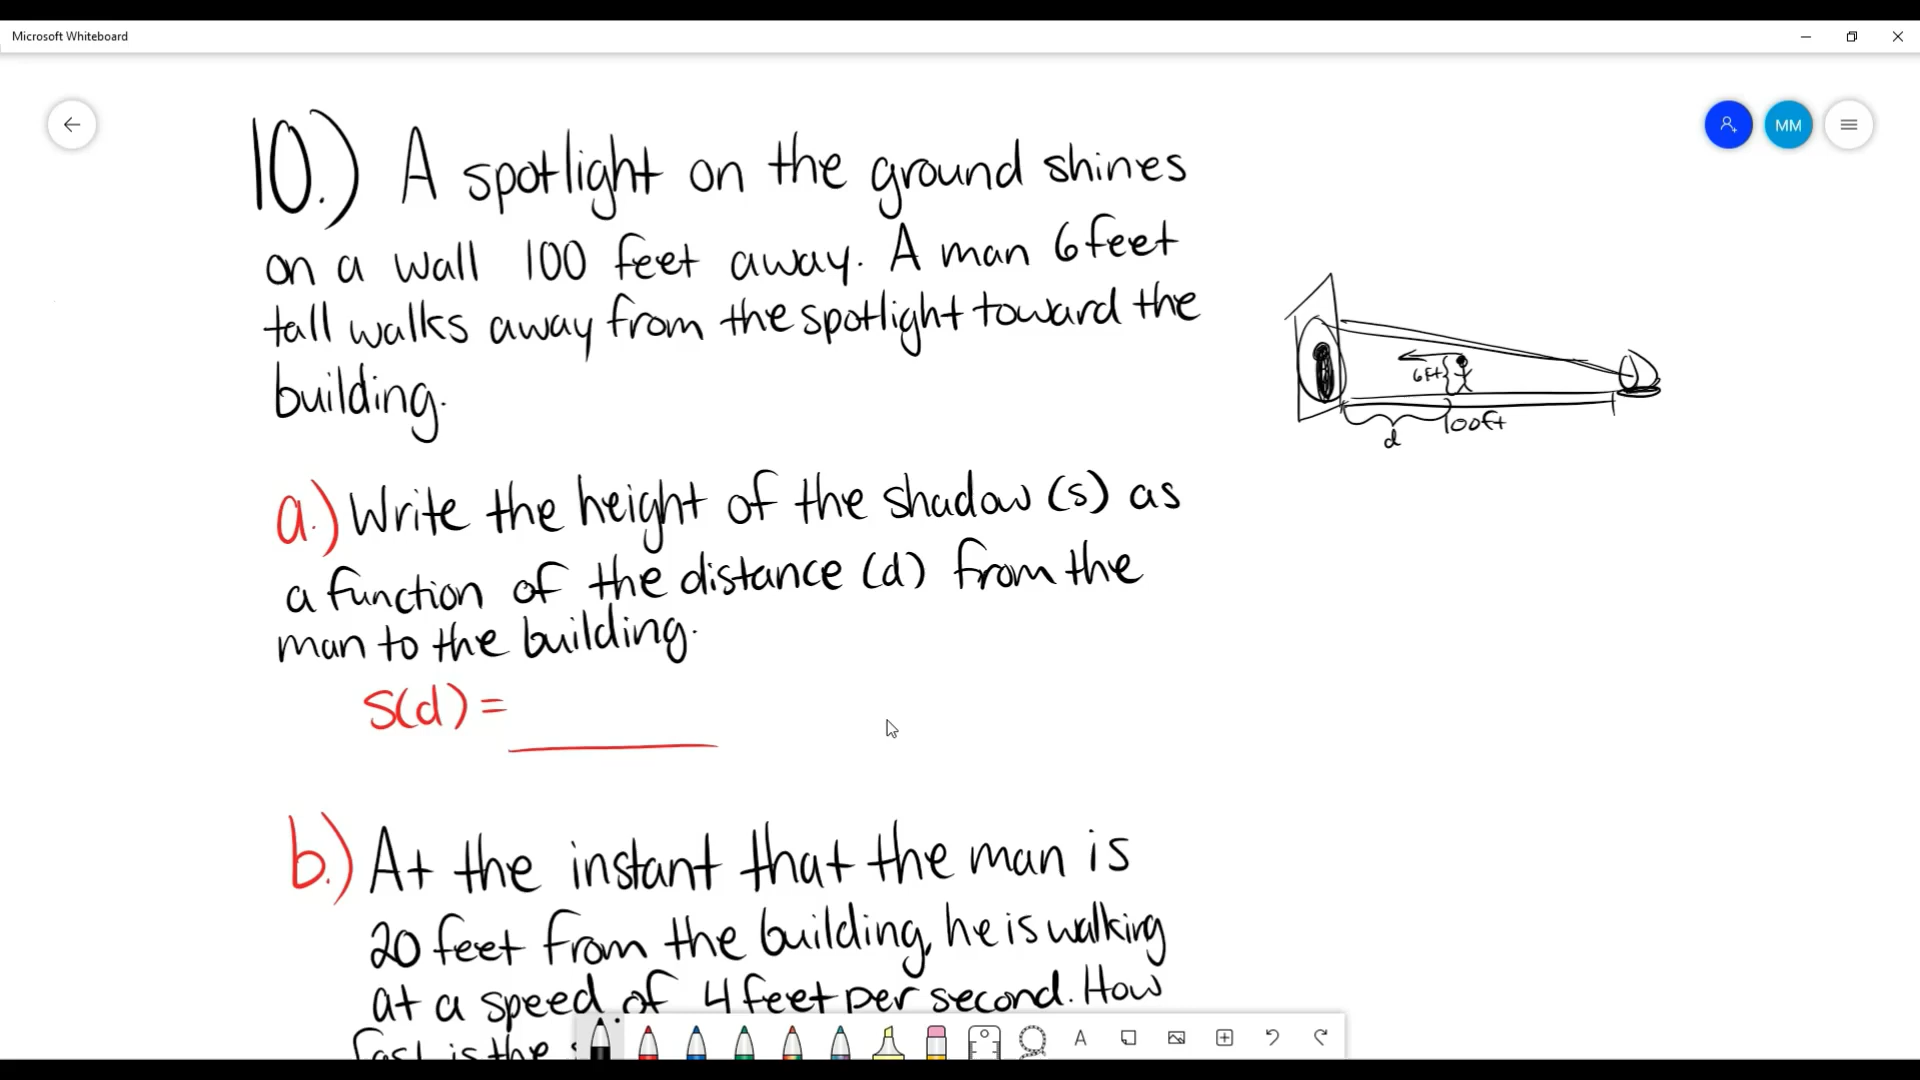 Microsoft Whiteboard
MM
10.) A spotlight on the ground shines
on a wall 100 feet away. A man 6 feet
tall walks away from the spotlight toward the
building.
6ft
d
100ft
a.) Write the height of the shadow (s) as
a function of the distance (d) from the
man to the building.
S(d) =
b.) At the instant that the man is
20 feet from the building, he is walking
at a speed of 4 feet per second. How
fast is the
A